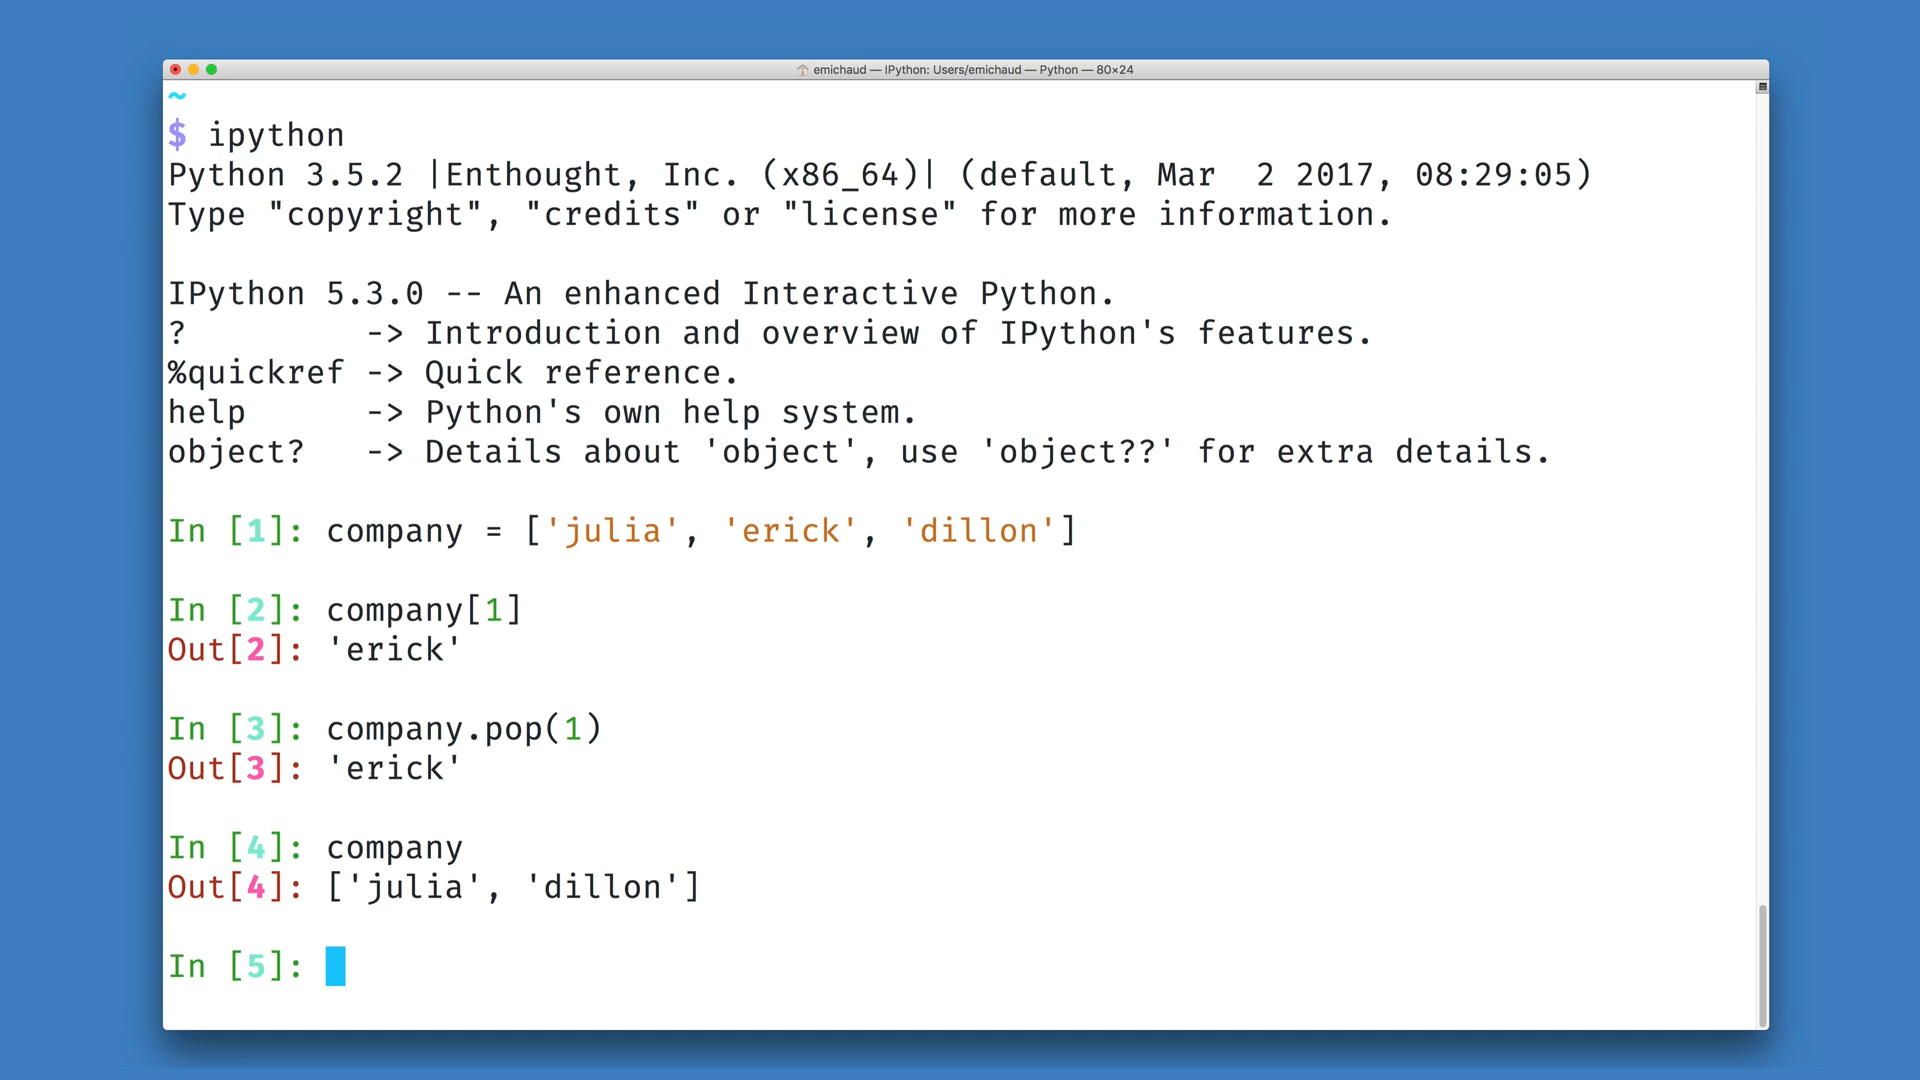 emichaud — IPython: Users/emichaud — Python — 80×24
~
$ ipython
Python 3.5.2 |Enthought, Inc. (x86_64)| (default, Mar  2 2017, 08:29:05)
Type "copyright", "credits" or "license" for more information.
IPython 5.3.0 -- An enhanced Interactive Python.
?         -> Introduction and overview of IPython's features.
%quickref -> Quick reference.
help      -> Python's own help system.
object?   -> Details about 'object', use 'object??' for extra details.
In [1]: company = ['julia', 'erick', 'dillon']
In [2]: company[1]
Out[2]: 'erick'
In [3]: company.pop(1)
Out[3]: 'erick'
In [4]: company
Out[4]: ['julia', 'dillon']
In [5]: